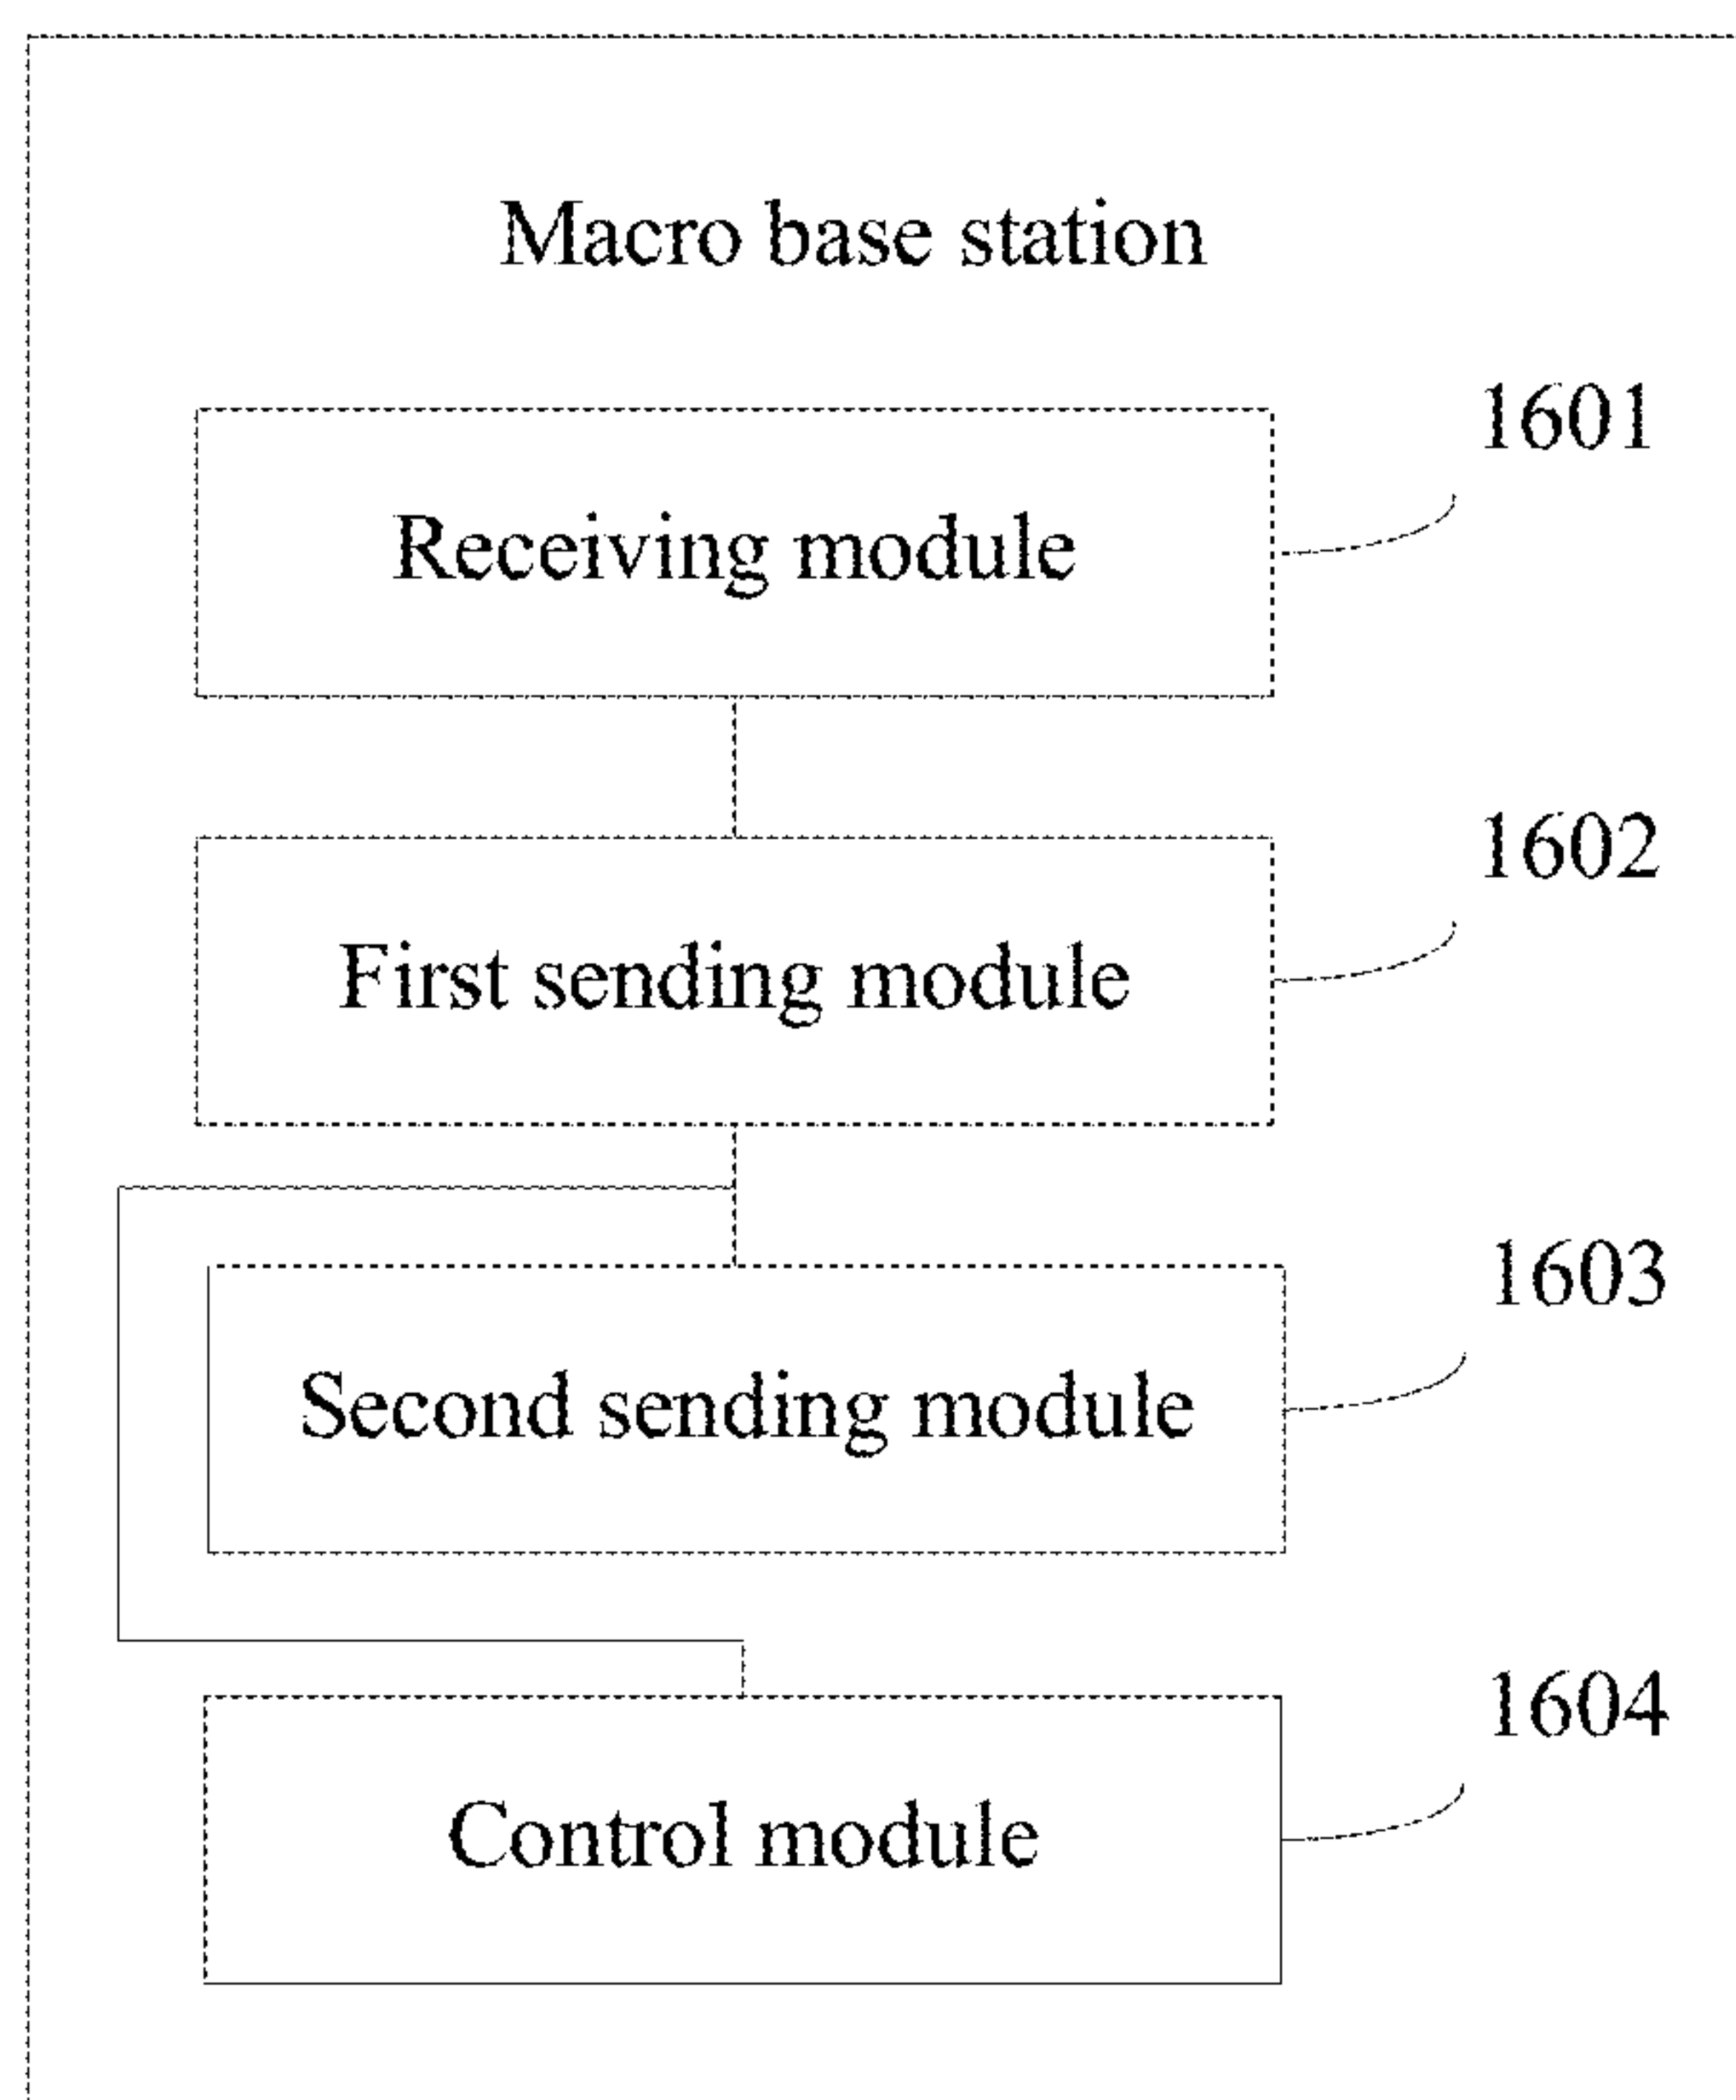 Macro base station
1601
Receiving module
1602
First sending module
1603
Second sending module
1604
Control module